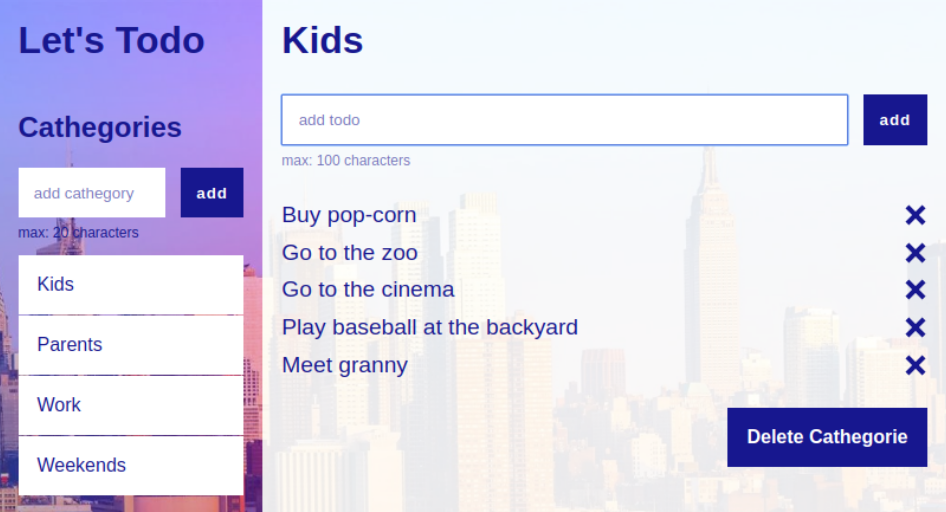 Let's Todo
Cathegories
add cathegory
add
max: 20 characters
Kids
Parents
Work
Weekends
Kids
add todo
add
max: 100 characters
Buy pop-corn
Go to the zoo
Go to the cinema
Play baseball at the backyard
Meet granny
Delete Cathegorie